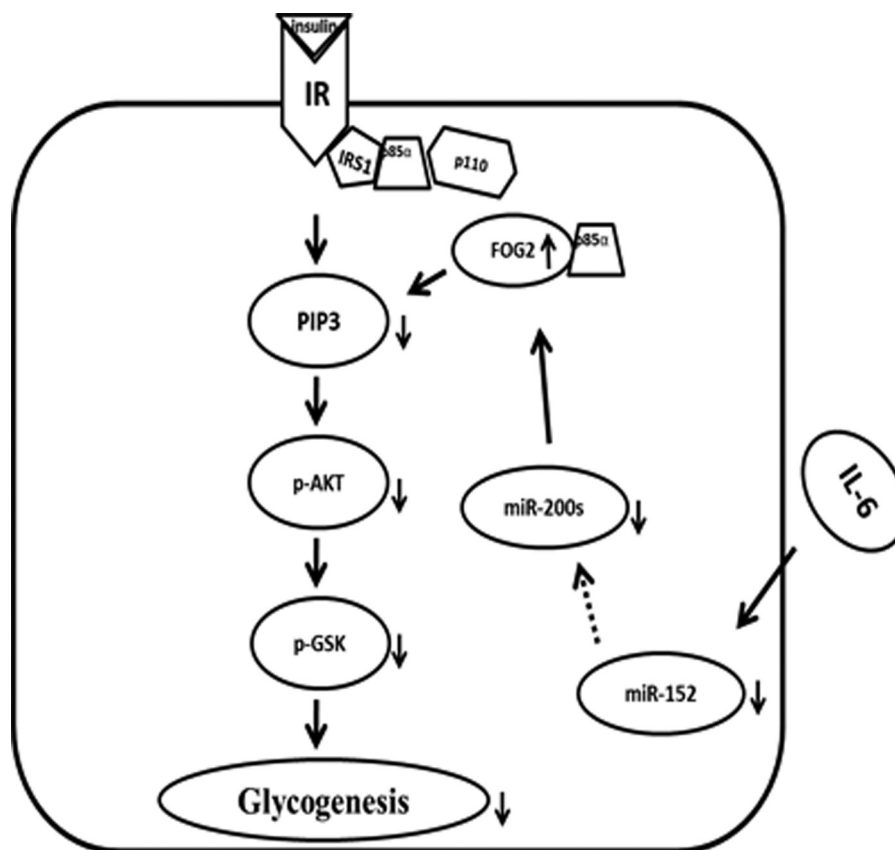 insulin
IR
IRS1
p85α
p110
FOG2
p85α
PIP3
p-AKT
miR-200s
IL-6
p-GSK
miR-152
Glycogenesis